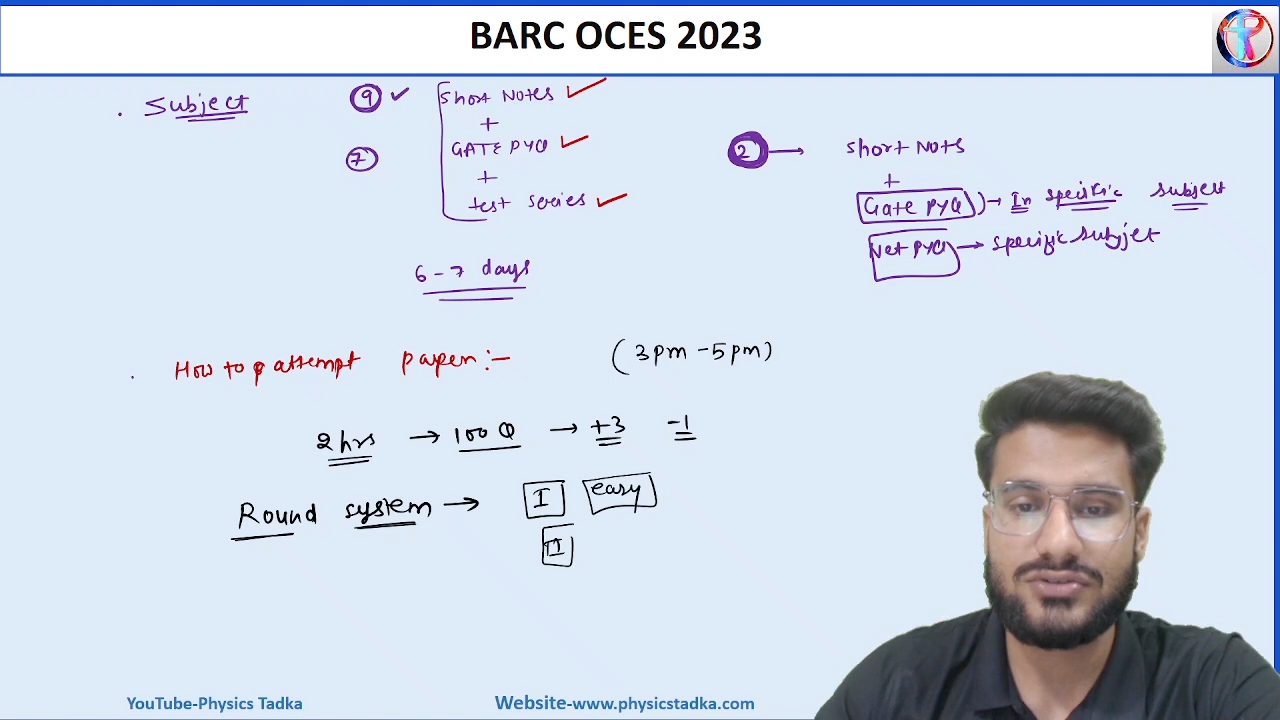 BARC OCES 2023
. Subject
9 ✓
7
Short Notes ✓
+
GATE PYQ ✓
+
test series ✓
2 → Short Nots
+
Gate PYQ → In specific subject
Net PYQ → specific subjet
6-7 days
. How to attempt paper:- (3pm-5pm)
2hrs → 100 Q → +3 -1
Round system → I easy
II
YouTube-Physics Tadka
Website-www.physicstadka.com